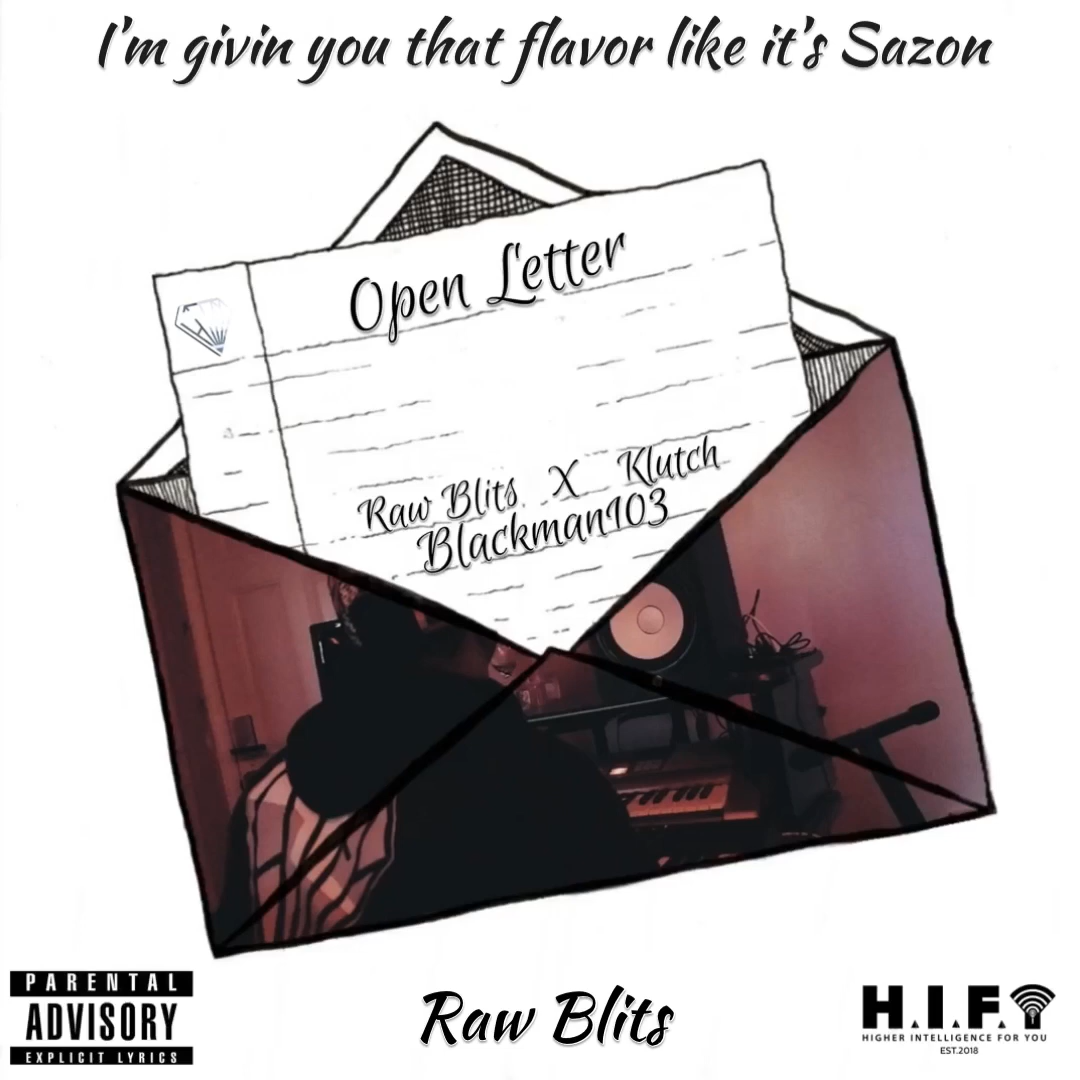 I'm givin you that flavor like it's Sazon
Open Letter
Raw Blits X Klutch
Blackman103
PARENTAL
ADVISORY
EXPLICIT LYRICS
Raw Blits
H.I.F.Y
HIGHER INTELLIGENCE FOR YOU
EST.2018